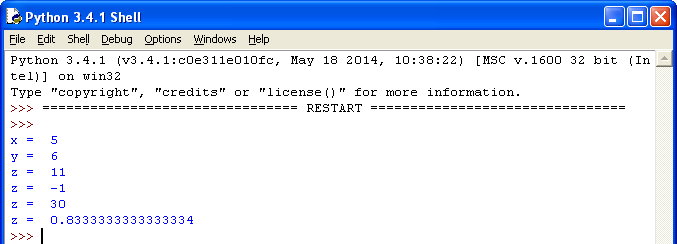 Python 3.4.1 Shell
File Edit Shell Debug Options Windows Help
Python 3.4.1 (v3.4.1:c0e311e010fc, May 18 2014, 10:38:22) [MSC v.1600 32 bit (In
tel)] on win32
Type "copyright", "credits" or "license()" for more information.
>>> ================================ RESTART ================================
>>>
x =  5
y =  6
z =  11
z =  -1
z =  30
z =  0.8333333333333334
>>>